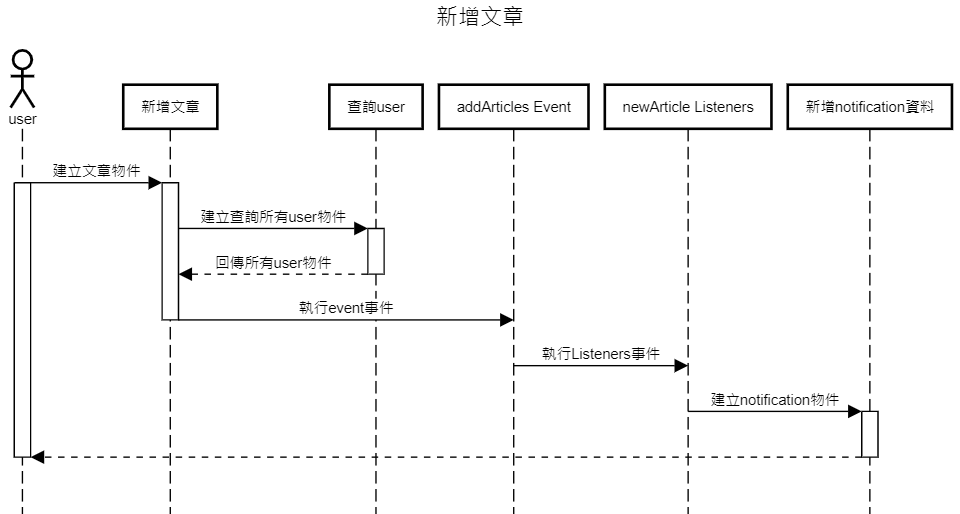 新增文章
user
新增文章
查詢user
addArticles Event
newArticle Listeners
新增notification資料
建立文章物件
建立查詢所有user物件
回傳所有user物件
執行event事件
執行Listeners事件
建立notification物件